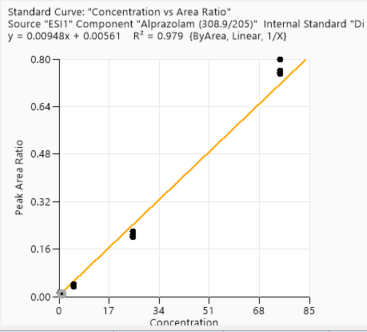 Standard Curve: "Concentration vs Area Ratio"
Source "ESI1" Component "Alprazolam (308.9/205)" Internal Standard "Di
y = 0.00948x + 0.00561 R² = 0.979 {ByArea, Linear, 1/X}
0.80
0.64
0.48
0.32
0.16
0.00
Peak Area Ratio
0 17 34 51 68 85
Concentration